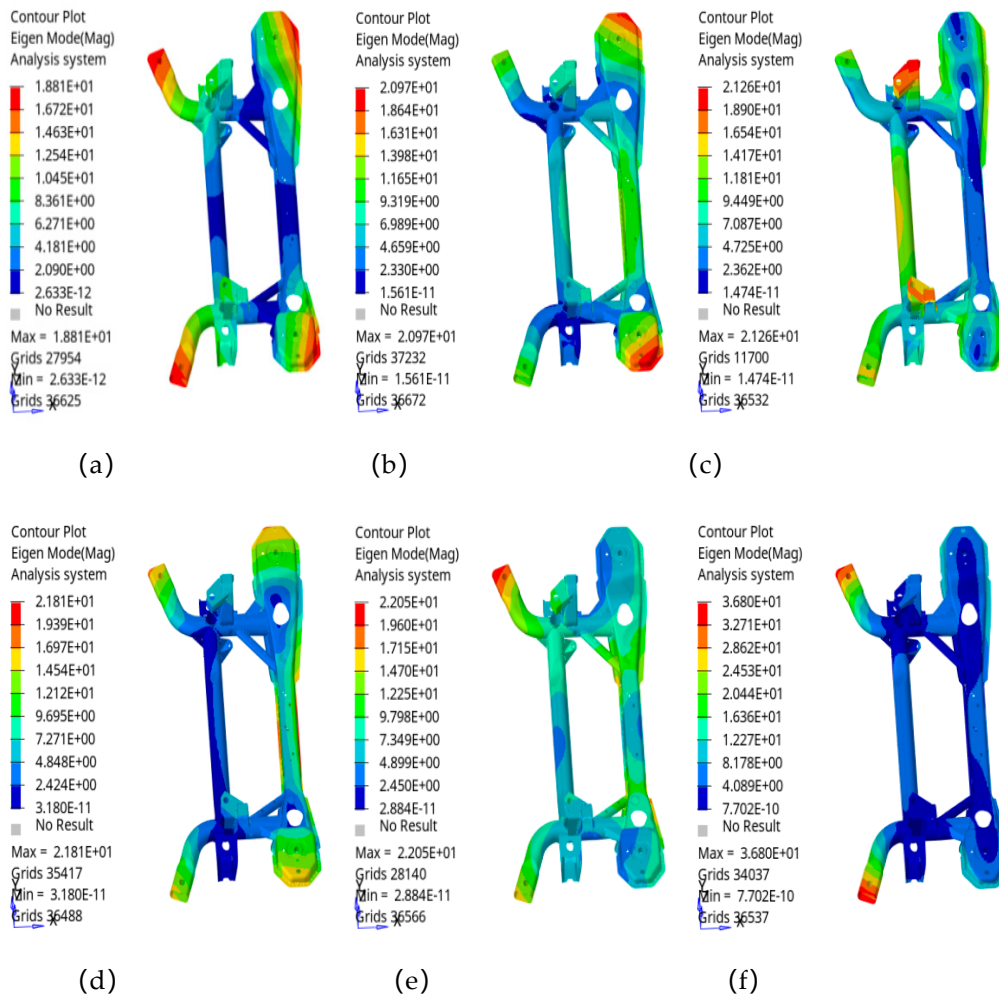 Contour Plot
Eigen Mode(Mag)
Analysis system
1.881E+01
1.672E+01
1.463E+01
1.254E+01
1.045E+01
8.361E+00
6.271E+00
4.181E+00
2.090E+00
2.633E-12
No Result
Max = 1.881E+01
Grids 27954
Min = 2.633E-12
Grids 36625
Y
Z
X
(a)
Contour Plot
Eigen Mode(Mag)
Analysis system
2.097E+01
1.864E+01
1.631E+01
1.398E+01
1.165E+01
9.319E+00
6.989E+00
4.659E+00
2.330E+00
1.561E-11
No Result
Max = 2.097E+01
Grids 37232
Min = 1.561E-11
Grids 36672
Y
Z
X
(b)
Contour Plot
Eigen Mode(Mag)
Analysis system
2.126E+01
1.890E+01
1.654E+01
1.417E+01
1.181E+01
9.449E+00
7.087E+00
4.725E+00
2.362E+00
1.474E-11
No Result
Max = 2.126E+01
Grids 11700
Min = 1.474E-11
Grids 36532
Y
Z
X
(c)
Contour Plot
Eigen Mode(Mag)
Analysis system
2.181E+01
1.939E+01
1.697E+01
1.454E+01
1.212E+01
9.695E+00
7.271E+00
4.848E+00
2.424E+00
3.180E-11
No Result
Max = 2.181E+01
Grids 35417
Min = 3.180E-11
Grids 36488
Y
Z
X
(d)
Contour Plot
Eigen Mode(Mag)
Analysis system
2.205E+01
1.960E+01
1.715E+01
1.470E+01
1.225E+01
9.798E+00
7.349E+00
4.899E+00
2.450E+00
2.884E-11
No Result
Max = 2.205E+01
Grids 28140
Min = 2.884E-11
Grids 36566
Y
Z
X
(e)
Contour Plot
Eigen Mode(Mag)
Analysis system
3.680E+01
3.271E+01
2.862E+01
2.453E+01
2.044E+01
1.636E+01
1.227E+01
8.178E+00
4.089E+00
7.702E-10
No Result
Max = 3.680E+01
Grids 34037
Min = 7.702E-10
Grids 36537
Y
Z
X
(f)